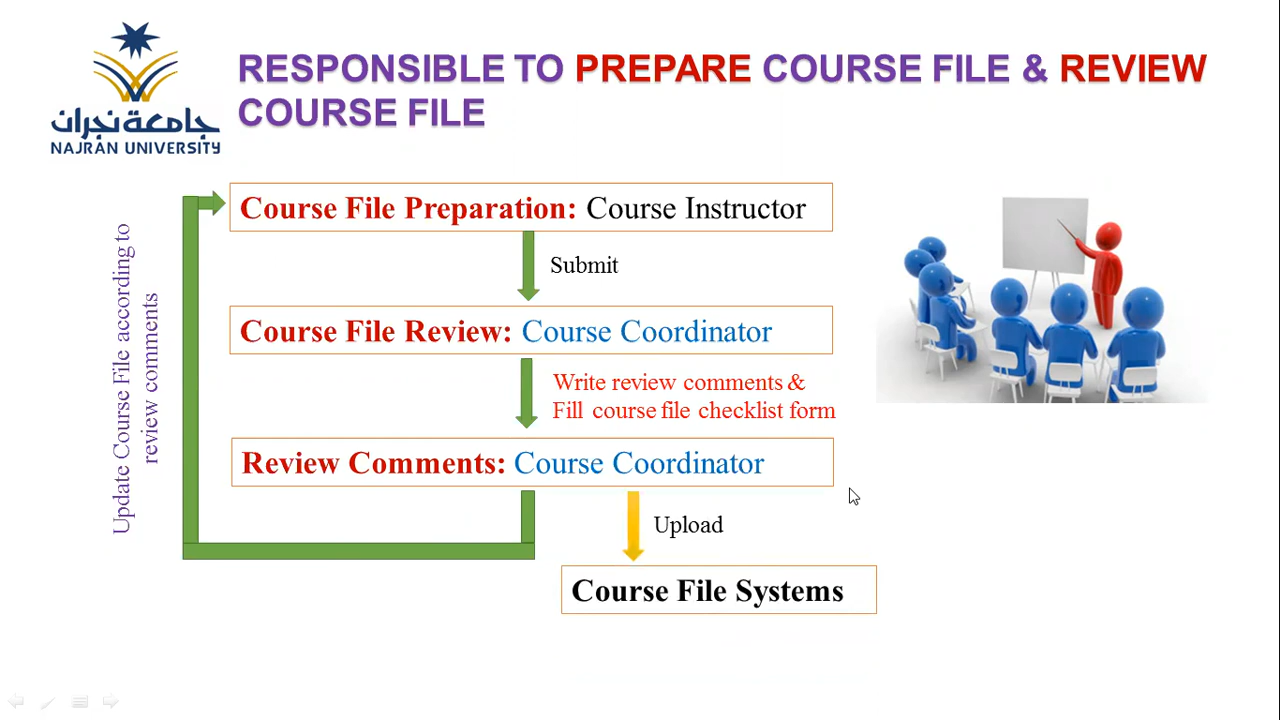 جامعة نجران
NAJRAN UNIVERSITY
RESPONSIBLE TO PREPARE COURSE FILE & REVIEW
COURSE FILE
Course File Preparation: Course Instructor
Submit
Course File Review: Course Coordinator
Write review comments &
Fill course file checklist form
Review Comments: Course Coordinator
Upload
Course File Systems
Update Course File according to
review comments